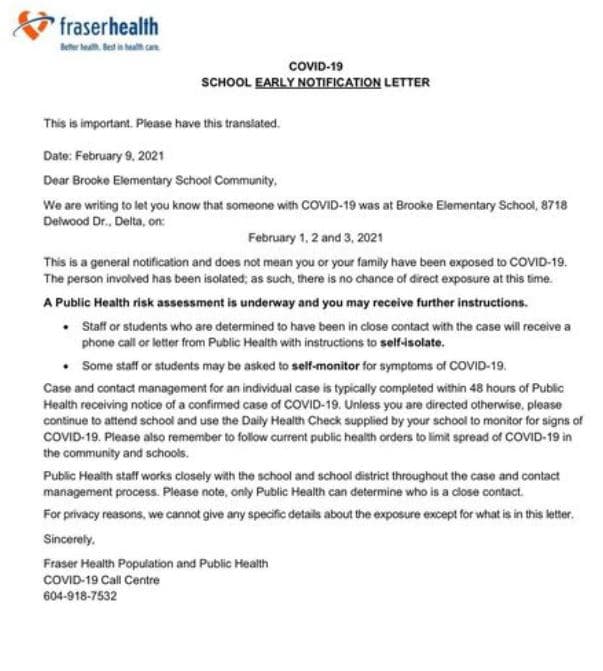 fraserhealth
Better health. Best in health care.
COVID-19
SCHOOL EARLY NOTIFICATION LETTER
This is important. Please have this translated.
Date: February 9, 2021
Dear Brooke Elementary School Community,
We are writing to let you know that someone with COVID-19 was at Brooke Elementary School, 8718
Delwood Dr., Delta, on:
February 1, 2 and 3, 2021
This is a general notification and does not mean you or your family have been exposed to COVID-19.
The person involved has been isolated; as such, there is no chance of direct exposure at this time.
A Public Health risk assessment is underway and you may receive further instructions.
• Staff or students who are determined to have been in close contact with the case will receive a
phone call or letter from Public Health with instructions to self-isolate.
• Some staff or students may be asked to self-monitor for symptoms of COVID-19.
Case and contact management for an individual case is typically completed within 48 hours of Public
Health receiving notice of a confirmed case of COVID-19. Unless you are directed otherwise, please
continue to attend school and use the Daily Health Check supplied by your school to monitor for signs of
COVID-19. Please also remember to follow current public health orders to limit spread of COVID-19 in
the community and schools.
Public Health staff works closely with the school and school district throughout the case and contact
management process. Please note, only Public Health can determine who is a close contact.
For privacy reasons, we cannot give any specific details about the exposure except for what is in this letter.
Sincerely,
Fraser Health Population and Public Health
COVID-19 Call Centre
604-918-7532